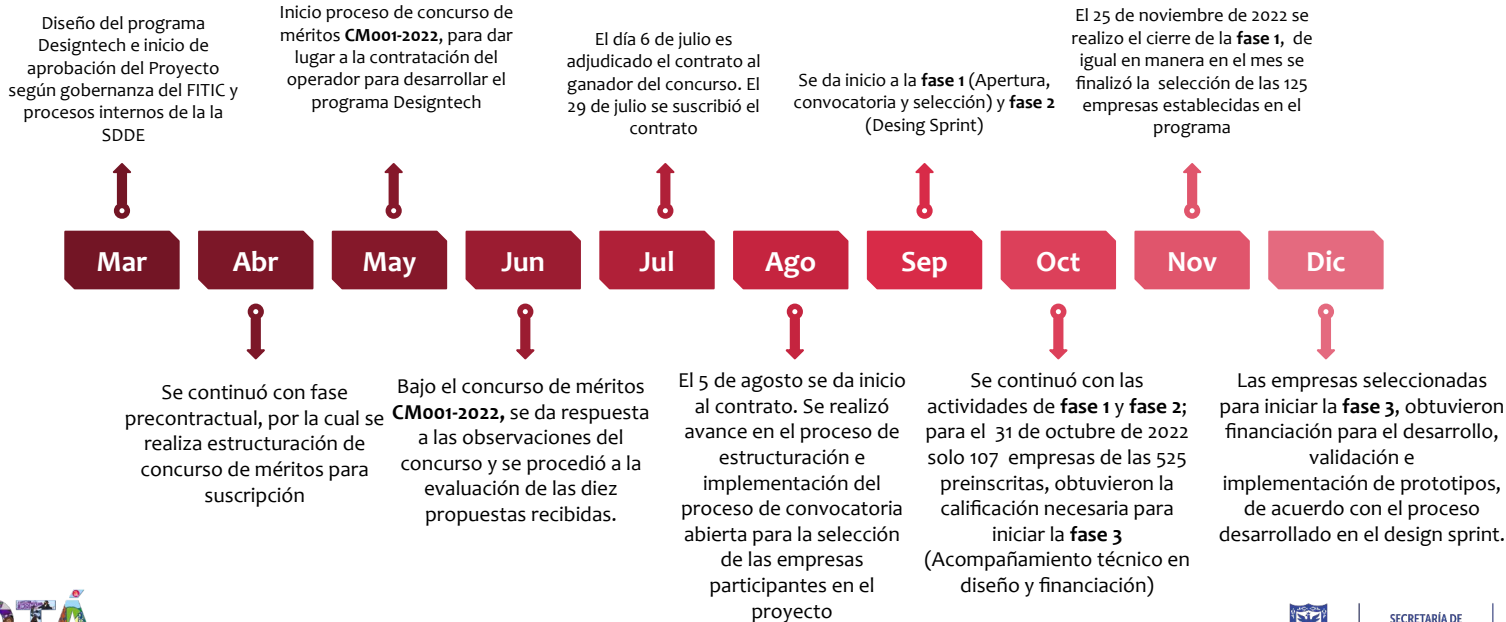 Diseño del programa
Designtech e inicio de
aprobación del Proyecto
según gobernanza del FITIC y
procesos internos de la la
SDDE
Inicio proceso de concurso de
méritos CM001-2022, para dar
lugar a la contratación del
operador para desarrollar el
programa Designtech
El día 6 de julio es
adjudicado el contrato al
ganador del concurso. El
29 de julio se suscribió el
contrato
Se da inicio a la fase 1 (Apertura,
convocatoria y selección) y fase 2
(Desing Sprint)
El 25 de noviembre de 2022 se
realizo el cierre de la fase 1, de
igual en manera en el mes se
finalizó la selección de las 125
empresas establecidas en el
programa
Mar
Abr
May
Jun
Jul
Ago
Sep
Oct
Nov
Dic
Se continuó con fase
precontractual, por la cual se
realiza estructuración de
concurso de méritos para
suscripción
Bajo el concurso de méritos
CM001-2022, se da respuesta
a las observaciones del
concurso y se procedió a la
evaluación de las diez
propuestas recibidas.
El 5 de agosto se da inicio
al contrato. Se realizó
avance en el proceso de
estructuración e
implementación del
proceso de convocatoria
abierta para la selección
de las empresas
participantes en el
proyecto
Se continuó con las
actividades de fase 1 y fase 2;
para el 31 de octubre de 2022
solo 107 empresas de las 525
preinscritas, obtuvieron la
calificación necesaria para
iniciar la fase 3
(Acompañamiento técnico en
diseño y financiación)
Las empresas seleccionadas
para iniciar la fase 3, obtuvieron
financiación para el desarrollo,
validación e
implementación de prototipos,
de acuerdo con el proceso
desarrollado en el design sprint.
OTÁ
SECRETARÍA DE